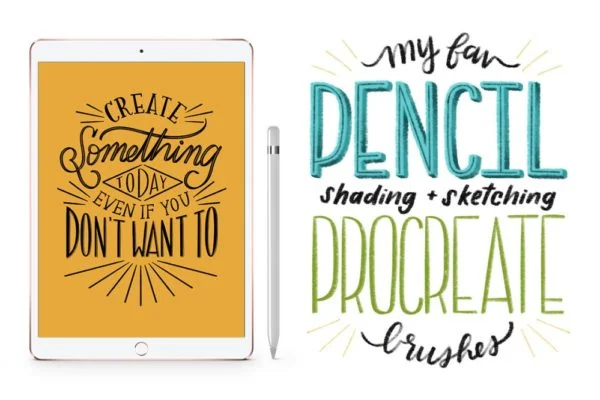 CREATE
Something
TODAY
EVEN IF YOU
DON'T WANT TO
my fav
PENCIL
shading + sketching
PROCREATE
brushes